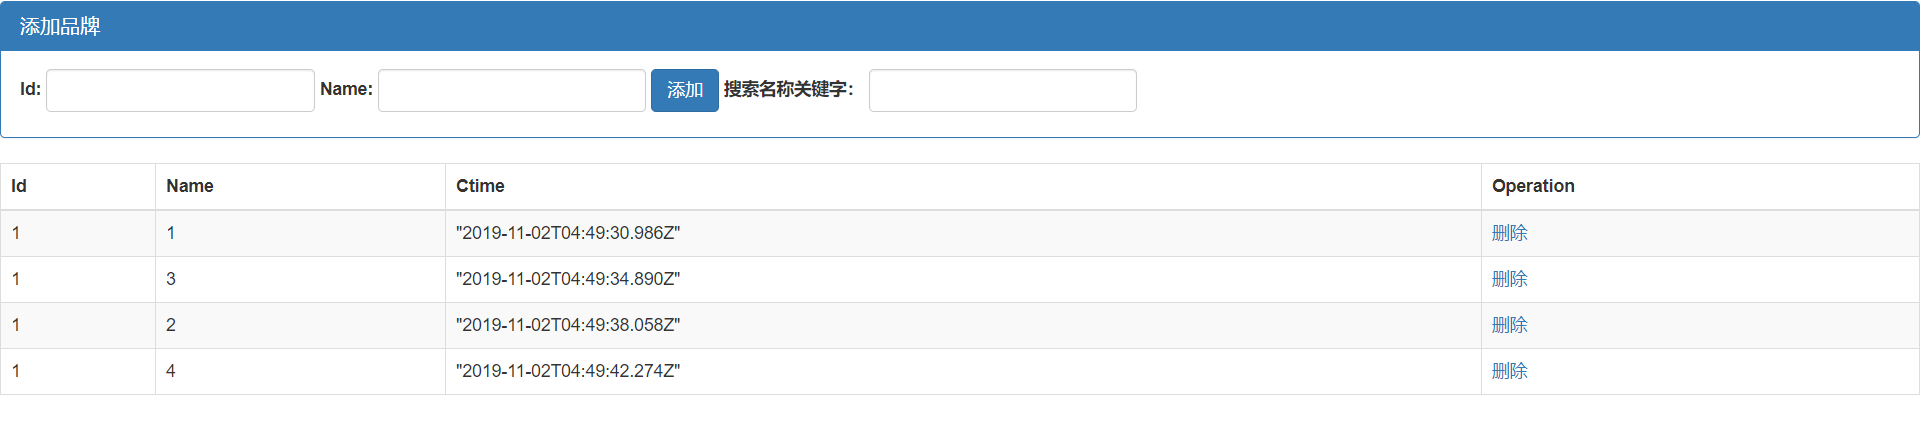 添加品牌
Id: Name: 添加 搜索名称关键字：
Id Name Ctime Operation
1 1 "2019-11-02T04:49:30.986Z" 删除
1 3 "2019-11-02T04:49:34.890Z" 删除
1 2 "2019-11-02T04:49:38.058Z" 删除
1 4 "2019-11-02T04:49:42.274Z" 删除